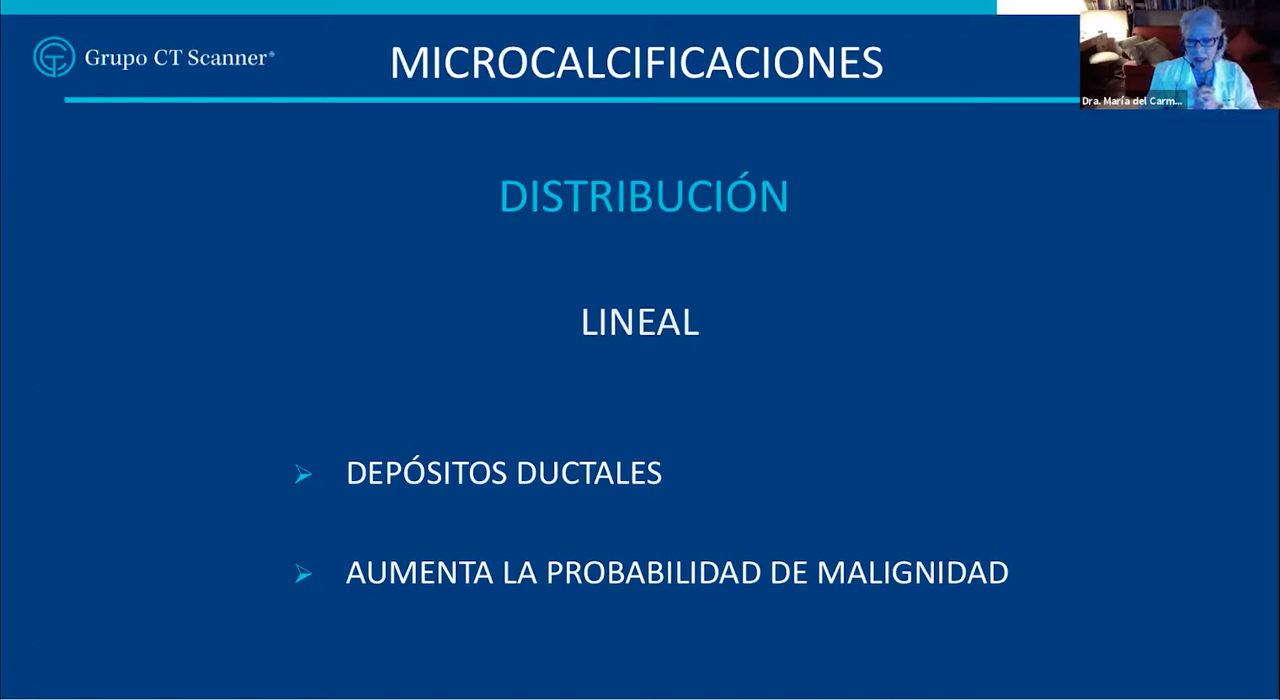 Grupo CT Scanner®
MICROCALCIFICACIONES
Dra. María del Carm...
DISTRIBUCIÓN
LINEAL
DEPÓSITOS DUCTALES
AUMENTA LA PROBABILIDAD DE MALIGNIDAD